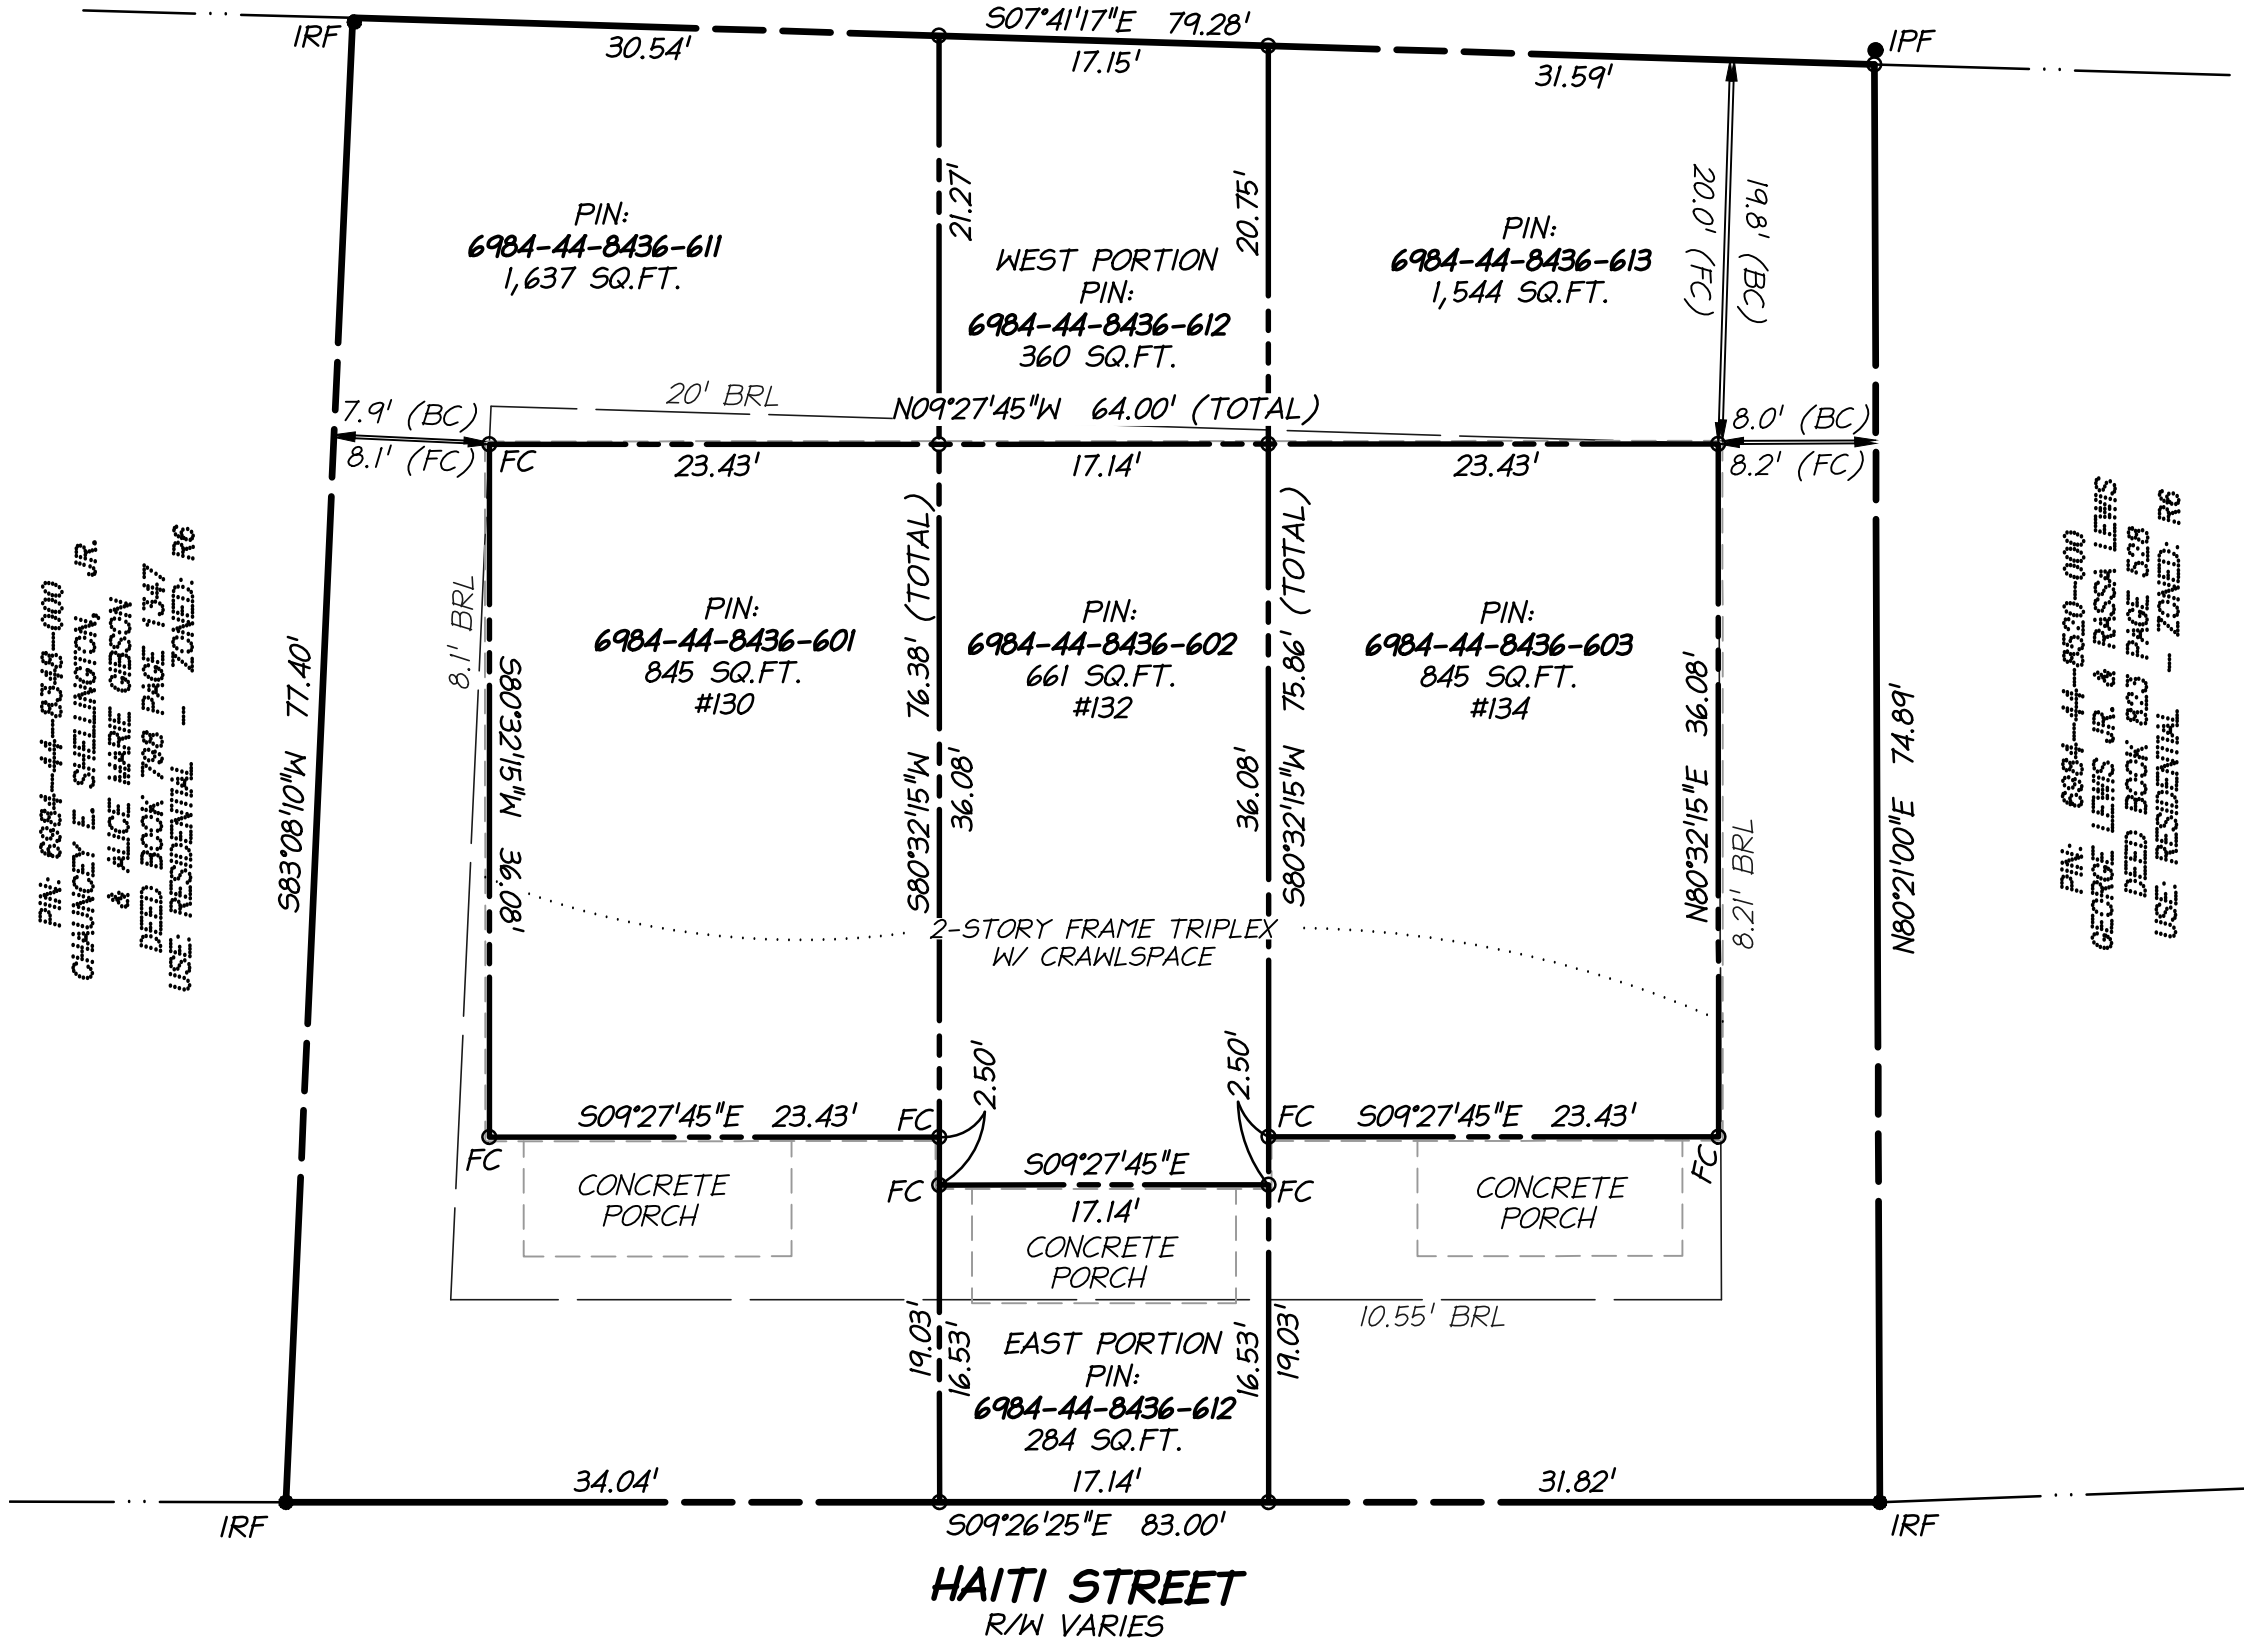 S07°41'17"E 79.28'
IRF
30.54'
17.15'
31.59'
IPF
21.27'
20.75'
20.0' (FC)
19.8' (BC)
PIN:
6984-44-8436-611
1,637 SQ.FT.
WEST PORTION
PIN:
6984-44-8436-612
360 SQ.FT.
PIN:
6984-44-8436-613
1,544 SQ.FT.
20' BRL
N09°27'45"W 64.00' (TOTAL)
7.9' (BC)
8.1' (FC)
FC
23.43'
17.14'
23.43'
8.0' (BC)
8.2' (FC)
PIN: 6984-44-8348-000
CHAUNCEY E. SHELLINGTON, JR.
& ALICE MARIE GIBSON
DEED BOOK 798 PAGE 1347
USE: RESIDENTIAL - ZONED: R6
S83°08'10"W 77.40'
8.1' BRL
S80°32'15"W 36.08'
PIN:
6984-44-8436-601
845 SQ.FT.
#130
S80°32'15"W 76.38' (TOTAL)
36.08'
PIN:
6984-44-8436-602
661 SQ.FT.
#132
36.08'
S80°32'15"W 75.86' (TOTAL)
PIN:
6984-44-8436-603
845 SQ.FT.
#134
N80°32'15"E 36.08'
8.21' BRL
N80°21'00"E 74.89'
PIN: 6984-44-8520-000
GEORGE LEWIS JR. & RASSA LEWIS
DEED BOOK 803 PAGE 528
USE: RESIDENTIAL - ZONED: R6
2-STORY FRAME TRIPLEX
W/ CRAWLSPACE
2.50'
2.50'
S09°27'45"E 23.43'
FC
FC
S09°27'45"E 23.43'
FC
FC
S09°27'45"E
FC
FC
17.14'
CONCRETE
PORCH
CONCRETE
PORCH
CONCRETE
PORCH
10.55' BRL
19.03'
16.53'
16.53'
19.03'
EAST PORTION
PIN:
6984-44-8436-612
284 SQ.FT.
34.04'
17.14'
31.82'
IRF
S09°26'25"E 83.00'
IRF
HAITI STREET
R/W VARIES